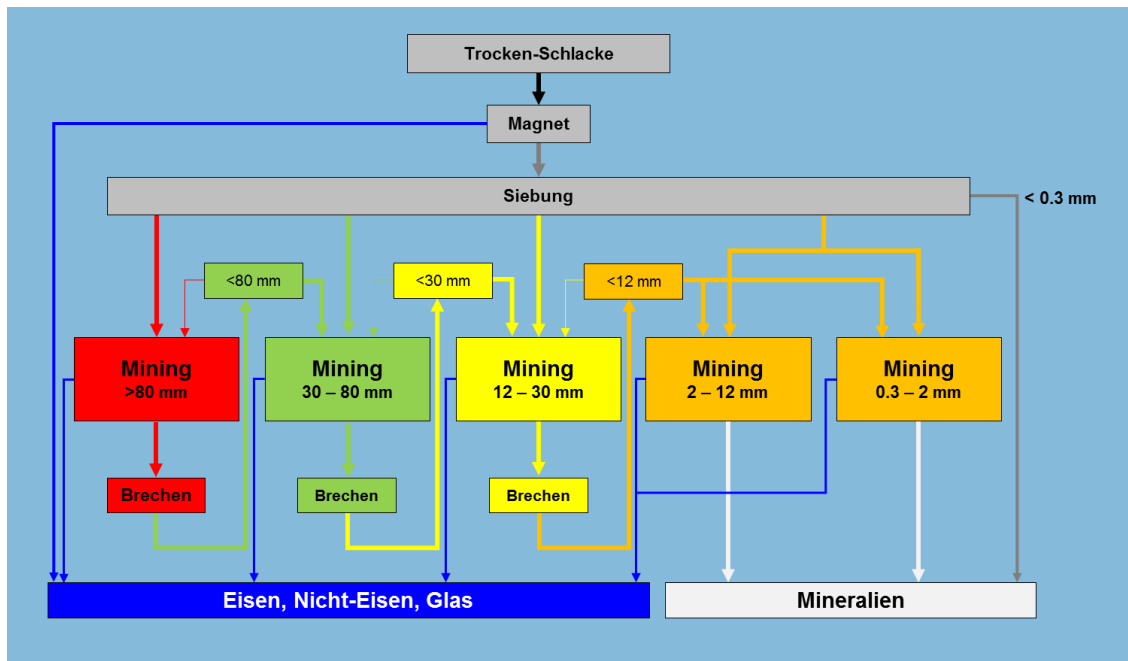 Trocken-Schlacke
Magnet
Siebung
< 0.3 mm
<80 mm
<30 mm
<12 mm
Mining
>80 mm
Mining
30 – 80 mm
Mining
12 – 30 mm
Mining
2 – 12 mm
Mining
0.3 – 2 mm
Brechen
Brechen
Brechen
Eisen, Nicht-Eisen, Glas
Mineralien